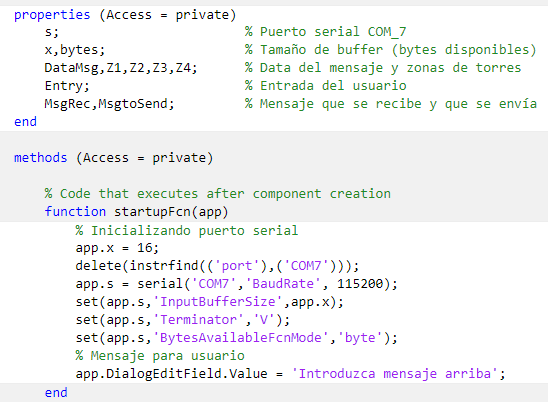 properties (Access = private)
s; % Puerto serial COM_7
x,bytes; % Tamaño de buffer (bytes disponibles)
DataMsg,Z1,Z2,Z3,Z4; % Data del mensaje y zonas de torres
Entry; % Entrada del usuario
MsgRec,MsgtoSend; % Mensaje que se recibe y que se envía
end
methods (Access = private)
% Code that executes after component creation
function startupFcn(app)
% Inicializando puerto serial
app.x = 16;
delete(instrfind(('port'),('COM7')));
app.s = serial('COM7','BaudRate', 115200);
set(app.s,'InputBufferSize',app.x);
set(app.s,'Terminator','V');
set(app.s,'BytesAvailableFcnMode','byte');
% Mensaje para usuario
app.DialogEditField.Value = 'Introduzca mensaje arriba';
end